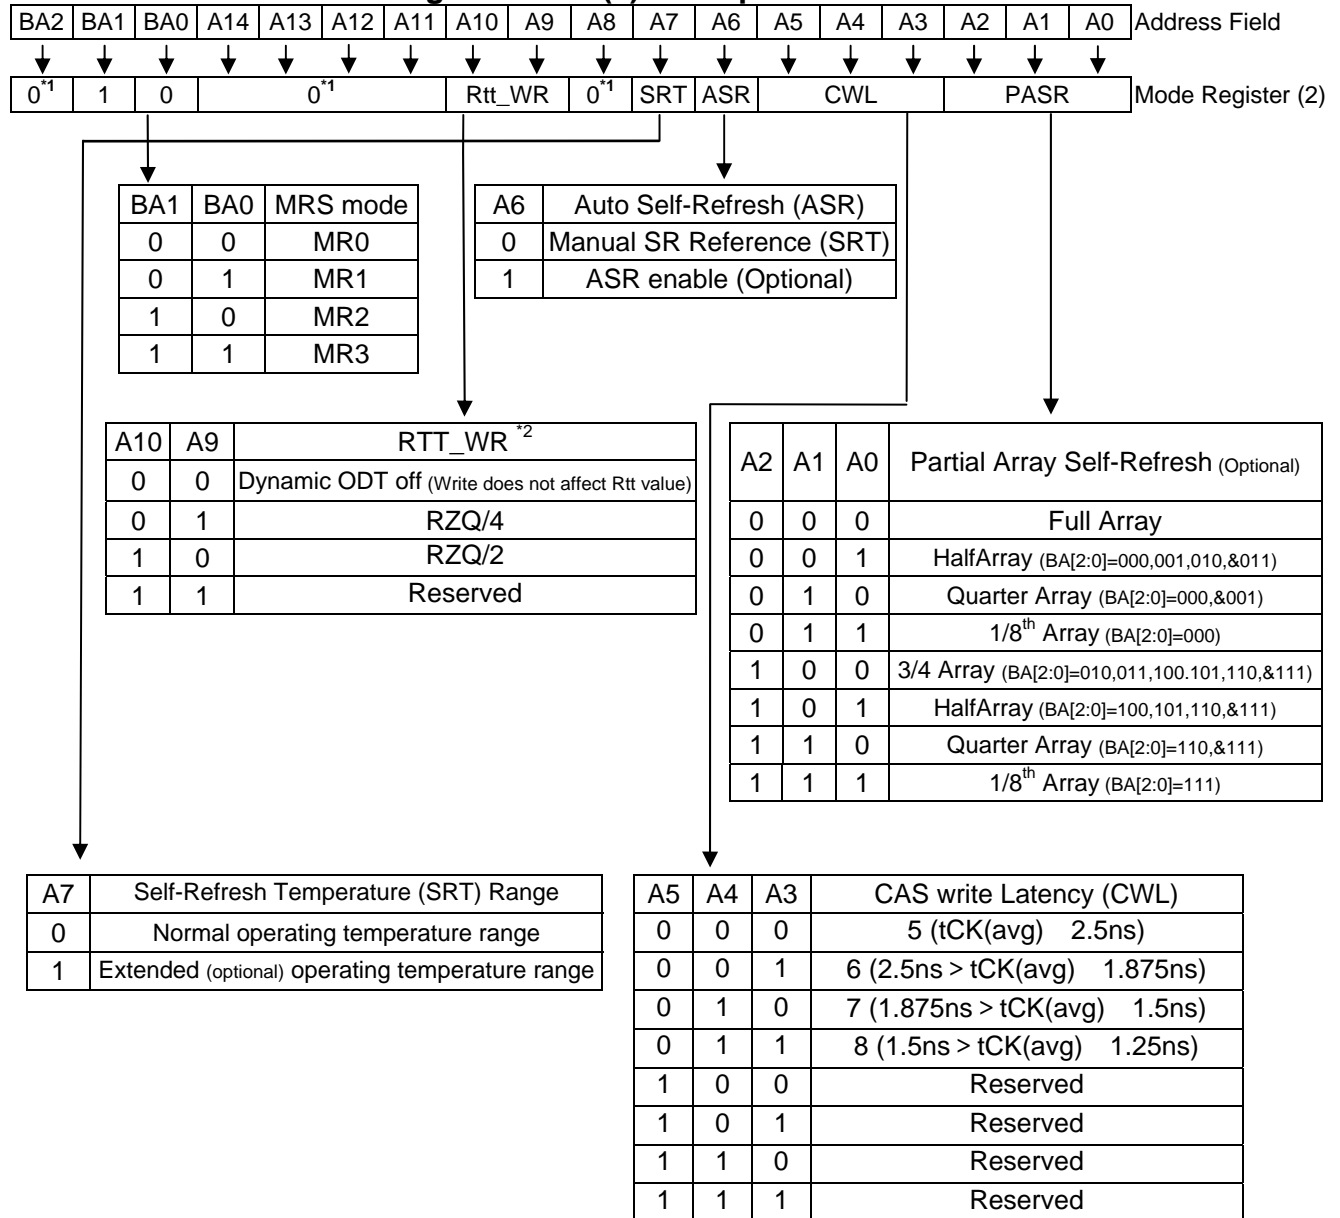 BA2 BA1 BA0 A14 A13 A12 A11 A10 A9 A8 A7 A6 A5 A4 A3 A2 A1 A0 Address Field
0*1 1 0 0*1 Rtt_WR 0*1 SRT ASR CWL PASR Mode Register (2)
BA1 BA0 MRS mode
0 0 MR0
0 1 MR1
1 0 MR2
1 1 MR3
A6 Auto Self-Refresh (ASR)
0 Manual SR Reference (SRT)
1 ASR enable (Optional)
A10 A9 RTT_WR *2
0 0 Dynamic ODT off (Write does not affect Rtt value)
0 1 RZQ/4
1 0 RZQ/2
1 1 Reserved
A2 A1 A0 Partial Array Self-Refresh (Optional)
0 0 0 Full Array
0 0 1 HalfArray (BA[2:0]=000,001,010,&011)
0 1 0 Quarter Array (BA[2:0]=000,&001)
0 1 1 1/8th Array (BA[2:0]=000)
1 0 0 3/4 Array (BA[2:0]=010,011,100.101,110,&111)
1 0 1 HalfArray (BA[2:0]=100,101,110,&111)
1 1 0 Quarter Array (BA[2:0]=110,&111)
1 1 1 1/8th Array (BA[2:0]=111)
A7 Self-Refresh Temperature (SRT) Range
0 Normal operating temperature range
1 Extended (optional) operating temperature range
A5 A4 A3 CAS write Latency (CWL)
0 0 0 5 (tCK(avg) 2.5ns)
0 0 1 6 (2.5ns > tCK(avg) 1.875ns)
0 1 0 7 (1.875ns > tCK(avg) 1.5ns)
0 1 1 8 (1.5ns > tCK(avg) 1.25ns)
1 0 0 Reserved
1 0 1 Reserved
1 1 0 Reserved
1 1 1 Reserved